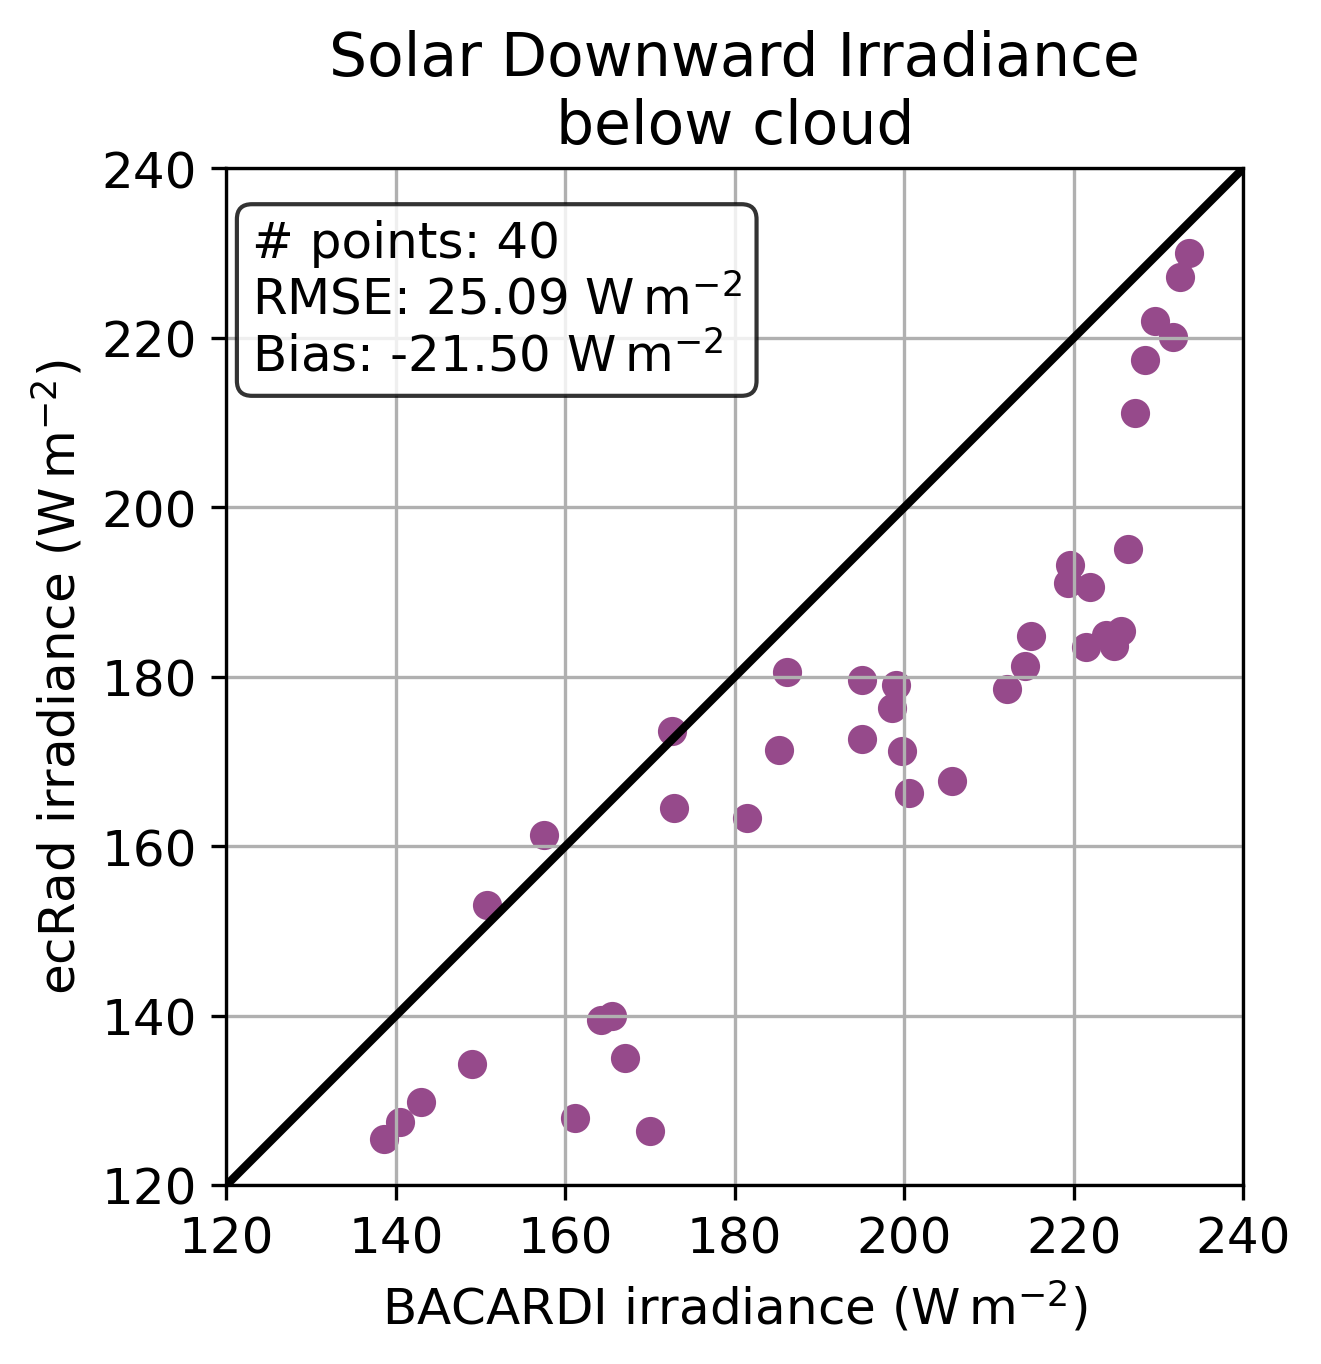 Solar Downward Irradiance
below cloud
# points: 40
RMSE: 25.09 W m⁻²
Bias: -21.50 W m⁻²
240
220
200
180
160
140
120
ecRad irradiance (W m⁻²)
120 140 160 180 200 220 240
BACARDI irradiance (W m⁻²)